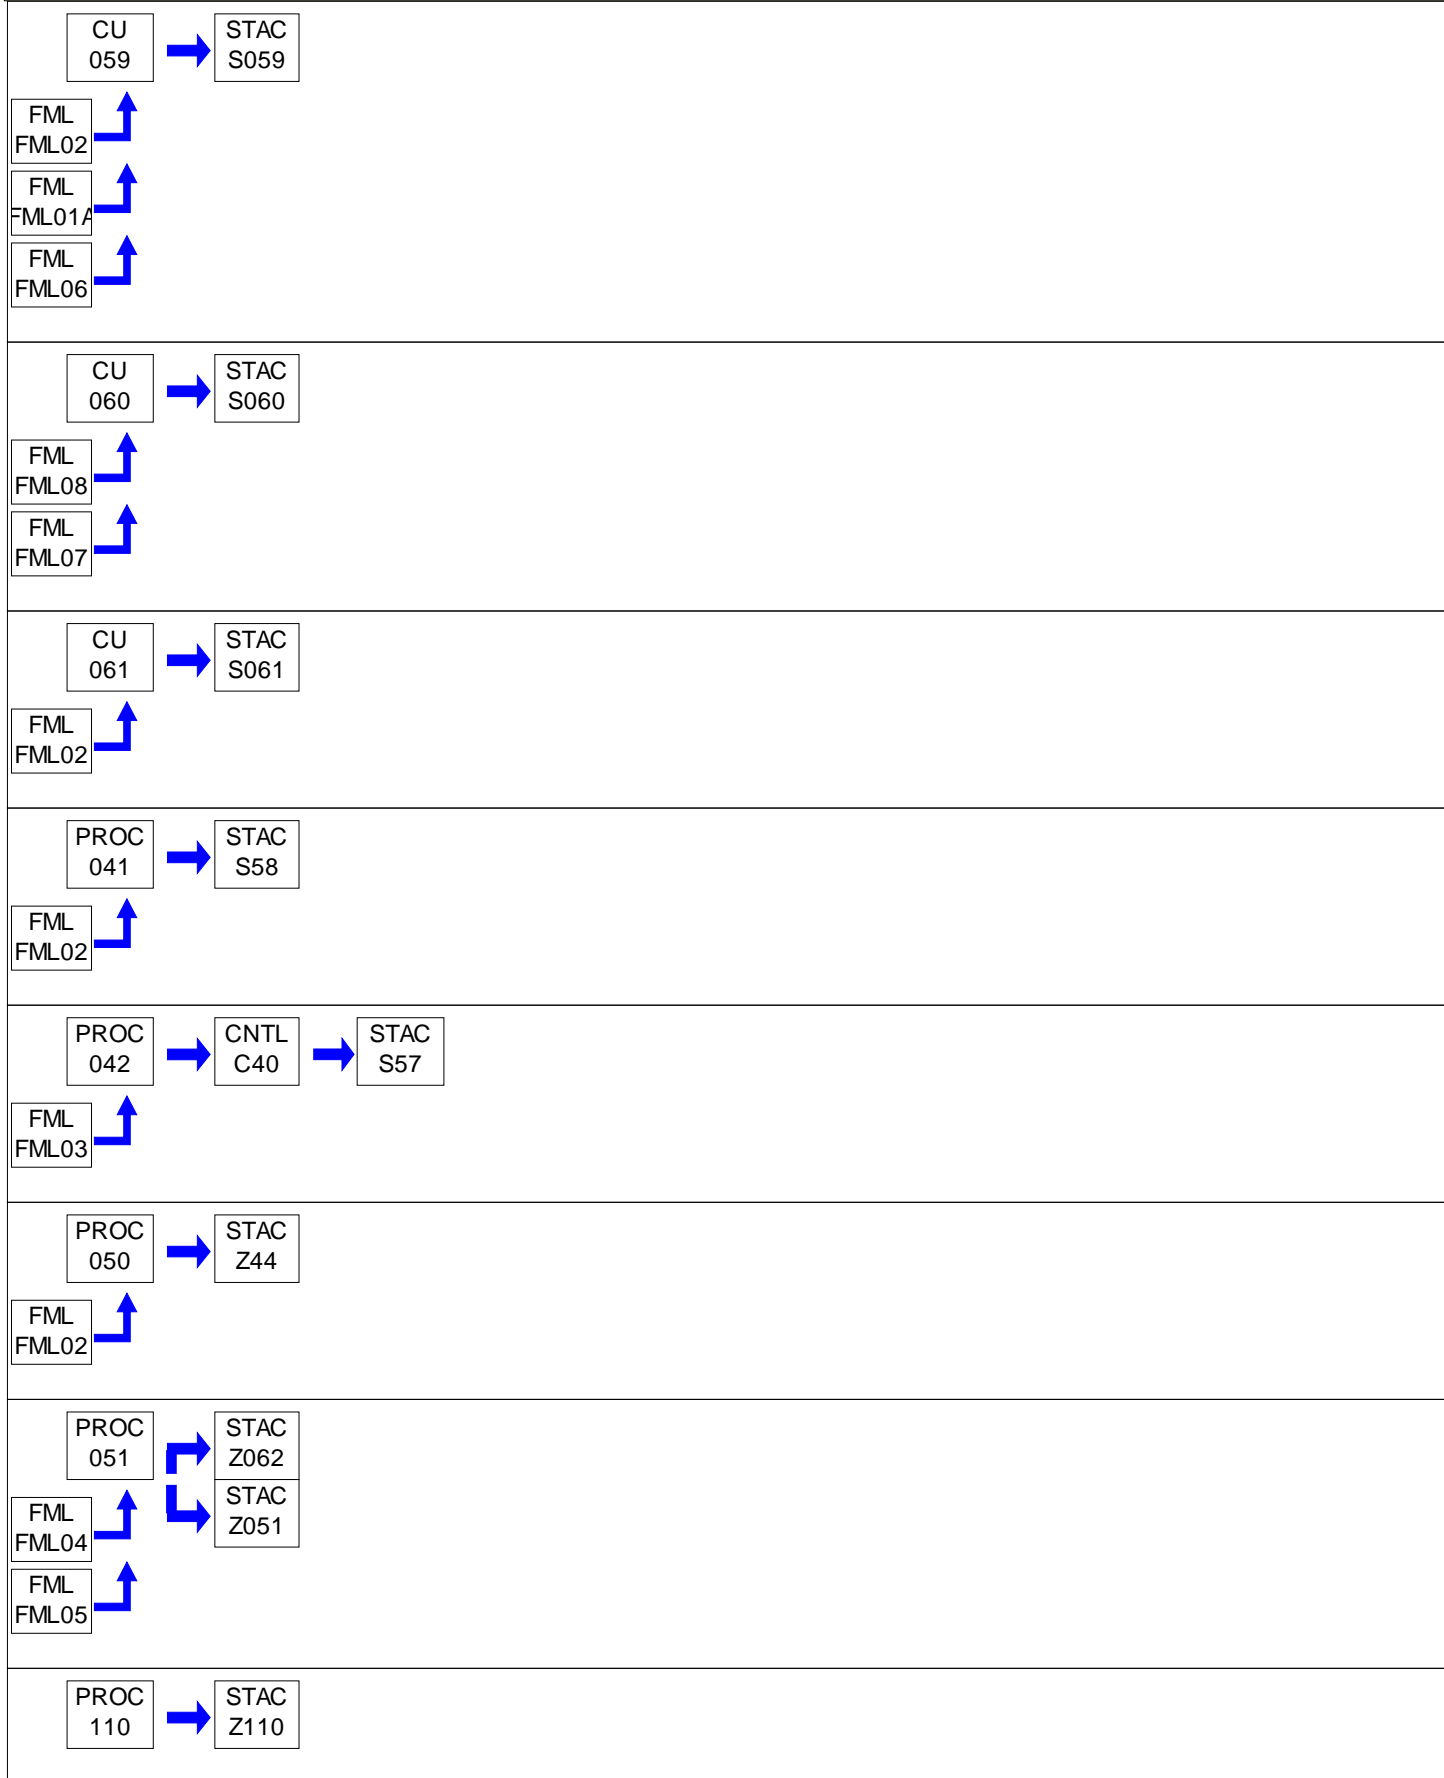 CU
059
STAC
S059
FML
FML02
FML
FML01A
FML
FML06
CU
060
STAC
S060
FML
FML08
FML
FML07
CU
061
STAC
S061
FML
FML02
PROC
041
STAC
S58
FML
FML02
PROC
042
CNTL
C40
STAC
S57
FML
FML03
PROC
050
STAC
Z44
FML
FML02
PROC
051
STAC
Z062
STAC
Z051
FML
FML04
FML
FML05
PROC
110
STAC
Z110